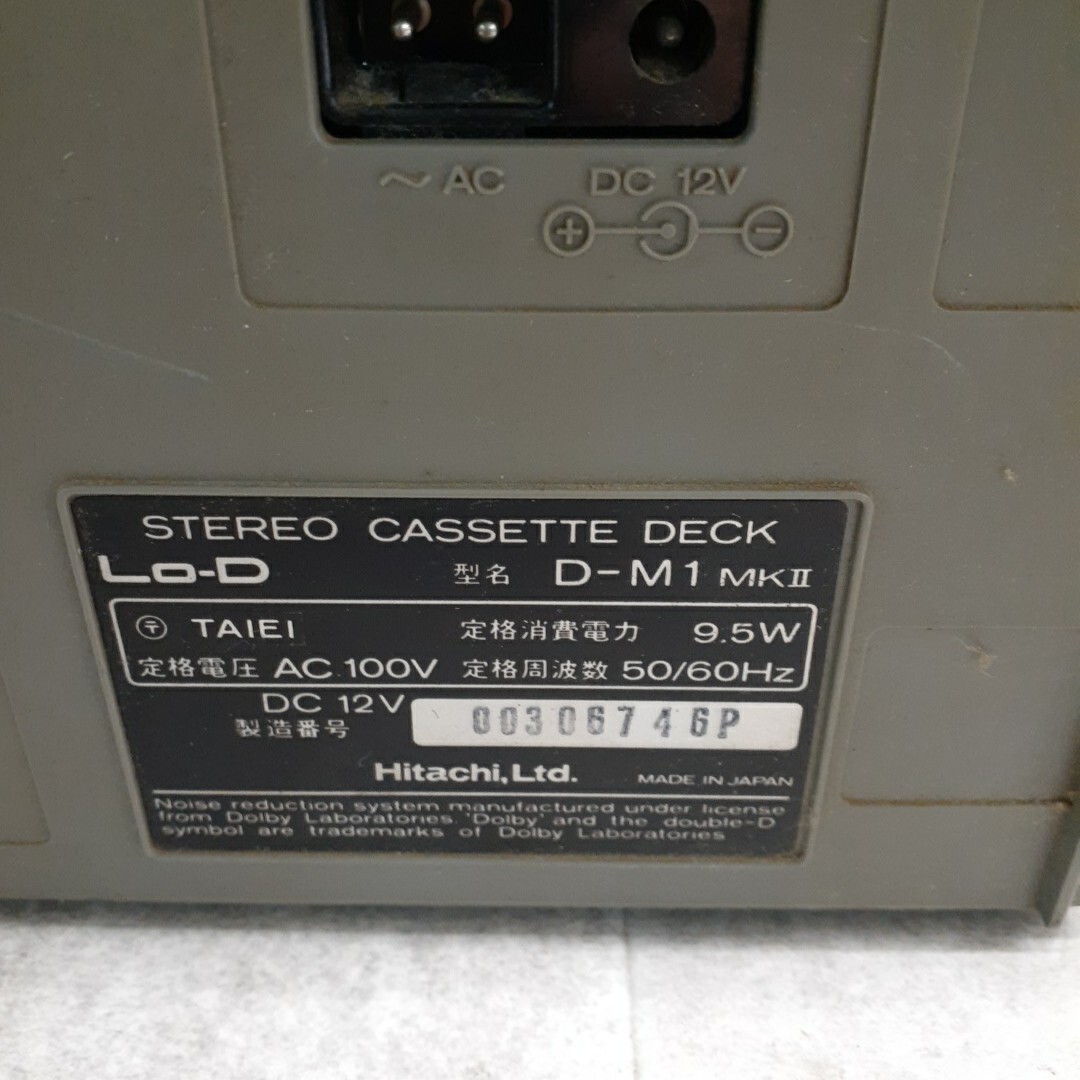 ~ AC DC 12V
+ −
STEREO CASSETTE DECK
Lo-D 型名 D-M1 MKII
〒 TAIEI 定格消費電力 9.5W
定格電圧 AC 100V 定格周波数 50/60Hz
DC 12V
製造番号 00306746P
Hitachi, Ltd. MADE IN JAPAN
Noise reduction system manufactured under license
from Dolby Laboratories. 'Dolby' and the double-D
symbol are trademarks of Dolby Laboratories